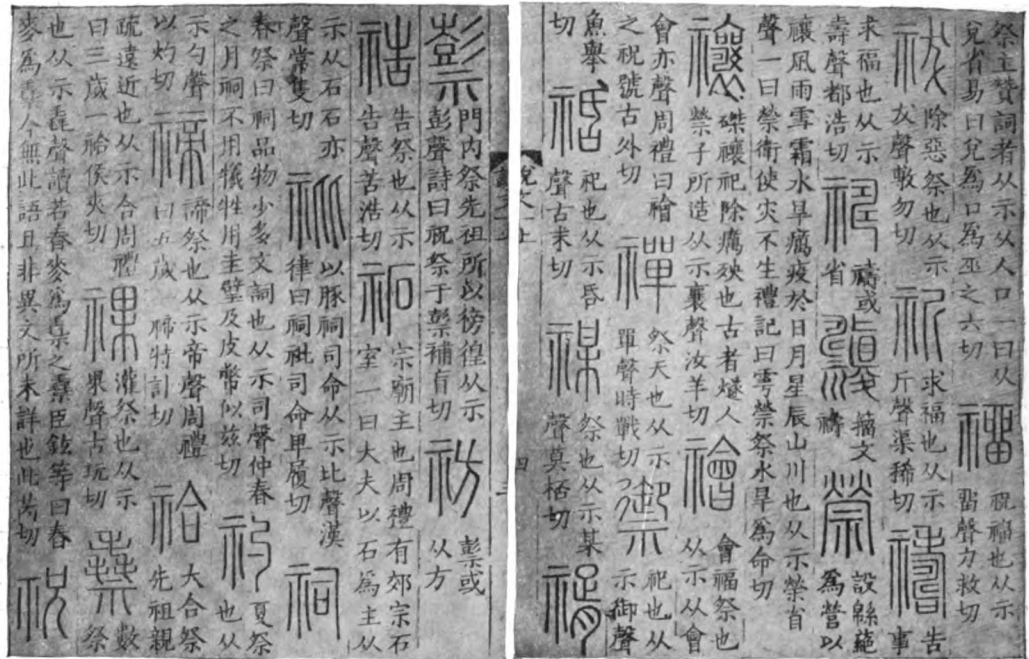 祭主贊詞者从示从人口一曰从
兌省易曰兌爲口爲巫之六切
䄖
祝䄖也从示
畱聲力救切
祓
除惡祭也从示
犮聲敷勿切
祈
求福也从示
斤聲渠稀切
禱
告
事
求福也从示
壽聲都浩切
禱或
省
籒文
禱
禜
設緜蕝
爲營以
禳風雨雪霜水旱癘疫於日月星辰山川也从示榮省
聲一曰禜衛使灾不生禮記曰雩禜祭水旱爲命切
禳
磔禳祀除癘殃也古者燧人
禜子所造从示襄聲汝羊切
禬
會福祭也
从示从會
會亦聲周禮曰禬
之祝號古外切
禪
祭天也从示
單聲時戰切
禦
祀也从
示御聲
魚舉
切
祀也从示昏
聲古末切
禖
祭也从示某
聲莫桮切
說文一上
四
門內祭先祖所以徬徨从示
彭聲詩曰祝祭于𥛱補盲切
祊
𥛱或
从方
祰
告祭也从示
告聲苦浩切
祏
宗廟主也周禮有郊宗石
室一曰大夫以石爲主从
示从石石亦
聲常隻切
祉
以豚祠司命从示比聲漢
律曰祠祉司命卑履切
祠
春祭曰祠品物少多文詞也从示司聲仲春
之月祠不用犧牲用圭璧及皮幣似兹切
礿
夏祭
也从
示勺聲
以灼切
禘
諦祭也从示帝聲周禮
曰五歲一禘特計切
祫
大合祭
先祖親
疏遠近也从示合周禮
曰三歲一祫侯夾切
祼
灌祭也从示
果聲古玩切
數
祭
也从示毳聲讀若春麥爲𣯍之𣯍臣鉉等曰春
麥爲𣯍今無此語且非異文所未詳也此芮切
祝